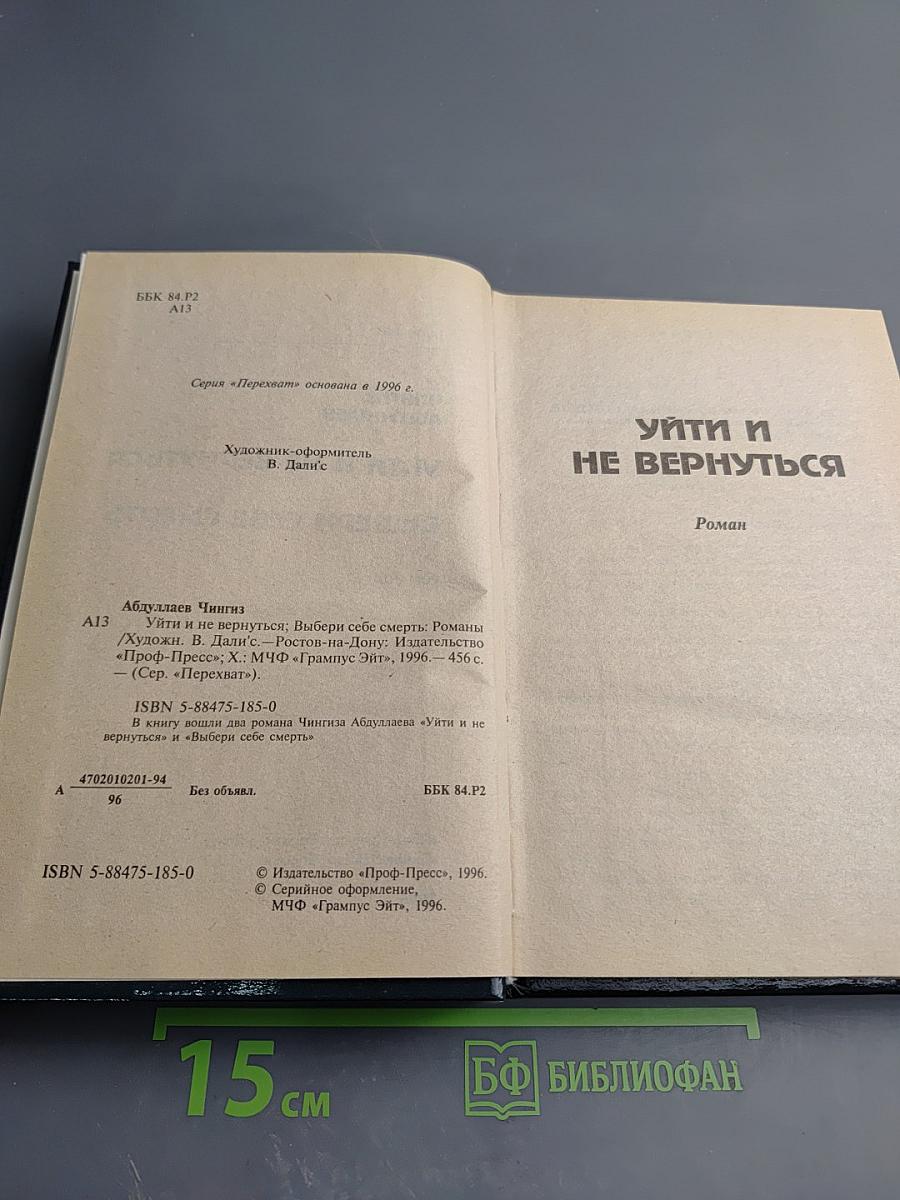 ББК 84.Р2
А13
Серия «Перехват» основана в 1996 г.
Художник-оформитель
В. Дали'с
Абдуллаев Чингиз
А13 Уйти и не вернуться; Выбери себе смерть: Романы
/Художн. В. Дали'с.—Ростов-на-Дону: Издательство
«Проф-Пресс»; Х.: МЧФ «Грампус Эйт», 1996.— 456 с.
— (Сер. «Перехват»).
ISBN 5-88475-185-0
В книгу вошли два романа Чингиза Абдуллаева «Уйти и не
вернуться» и «Выбери себе смерть»
А 4702010201-94
96
Без объявл.
ББК 84.Р2
ISBN 5-88475-185-0
© Издательство «Проф-Пресс», 1996.
© Серийное оформление,
МЧФ «Грампус Эйт», 1996.
УЙТИ И
НЕ ВЕРНУТЬСЯ
Роман
15 см
БФ БИБЛИОФАН